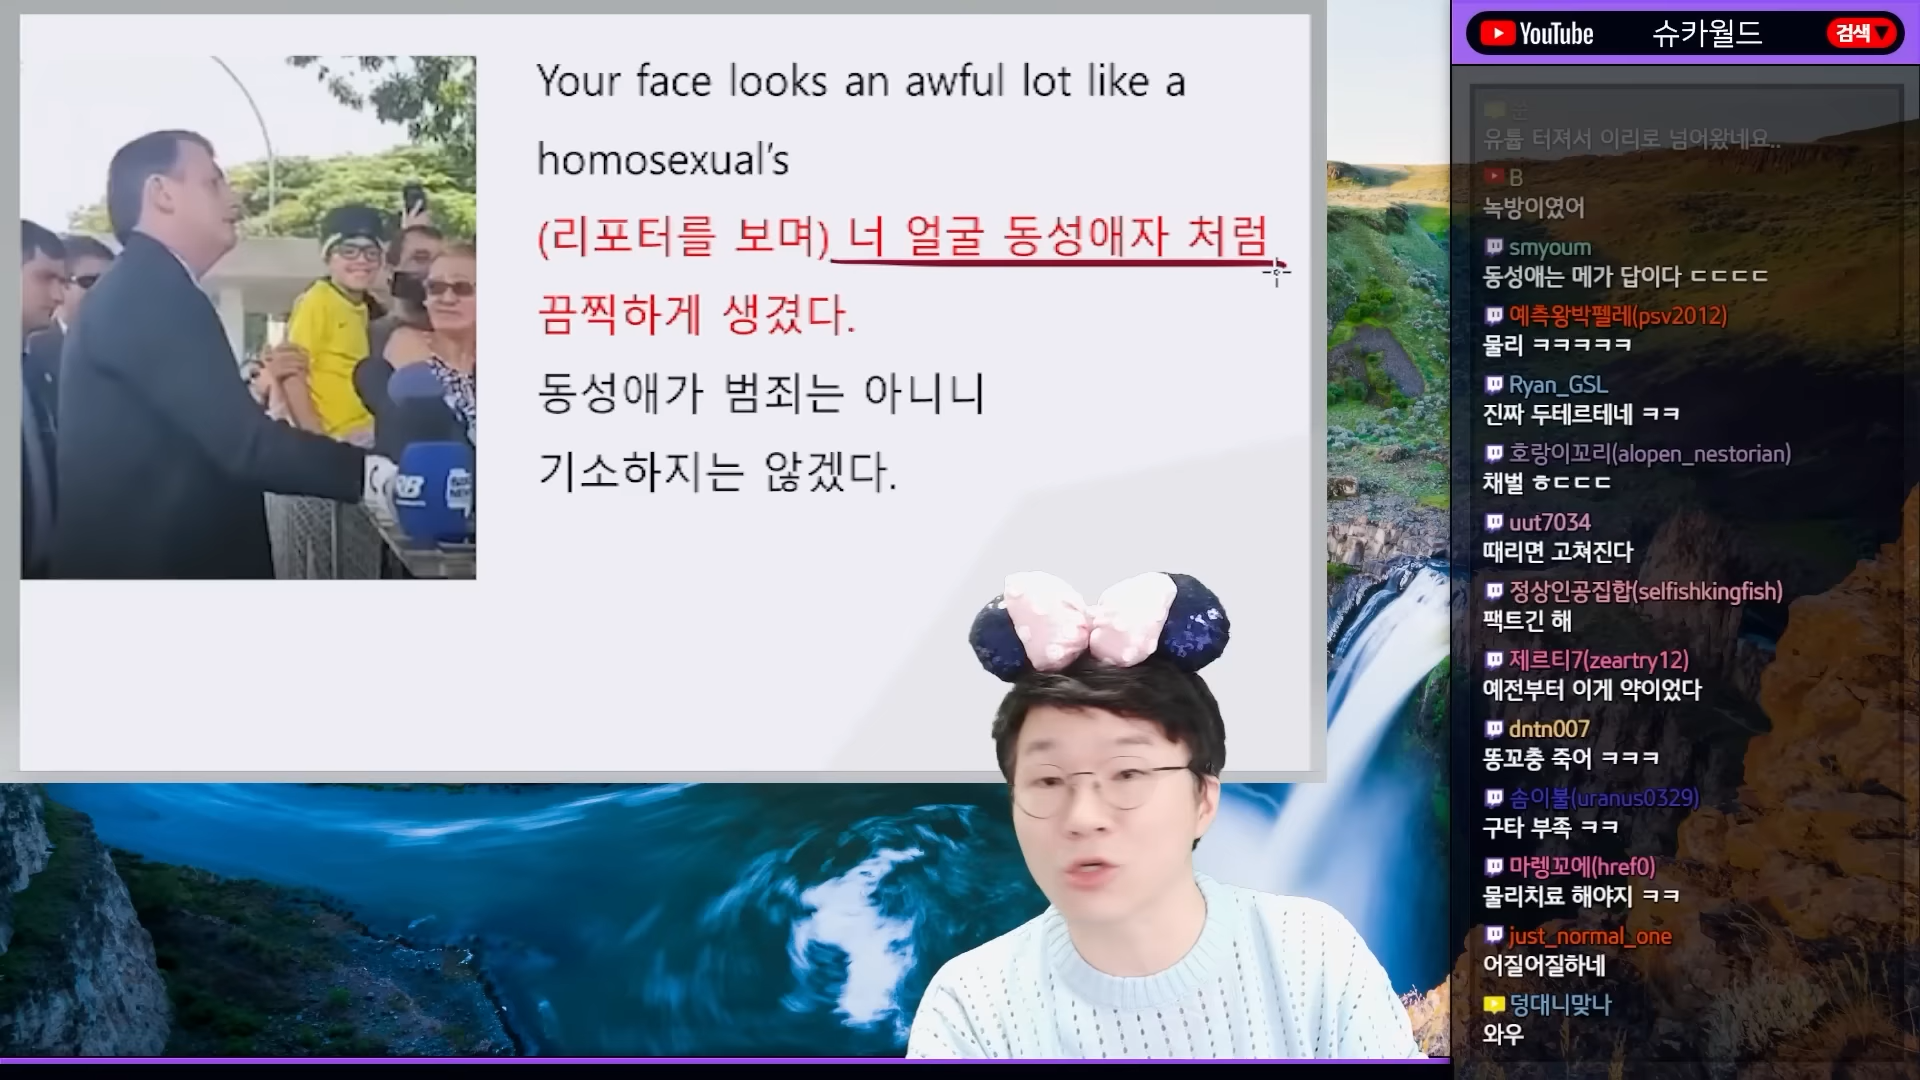 Your face looks an awful lot like a
homosexual's
(리포터를 보며) 너 얼굴 동성애자 처럼
끔찍하게 생겼다.
동성애가 범죄는 아니니
기소하지는 않겠다.
YouTube 슈카월드 검색
유튭 터져서 이리로 넘어왔네요..
B
녹방이였어
smyoum
동성애는 메가 답이다 ㄷㄷㄷㄷ
예측왕박펠레(psv2012)
물리 ㅋㅋㅋㅋㅋ
Ryan_GSL
진짜 두테르테네 ㅋㅋ
호랑이꼬리(alopen_nestorian)
채벌 ㅎㄷㄷㄷ
uut7034
때리면 고쳐진다
정상인공집합(selfishkingfish)
팩트긴 해
제르티7(zeartry12)
예전부터 이게 약이었다
dntn007
똥꼬충 죽어 ㅋㅋㅋ
솜이불(uranus0329)
구타 부족 ㅋㅋ
마렝꼬에(href0)
물리치료 해야지 ㅋㅋ
just_normal_one
어질어질하네
덩대니맟나
와우